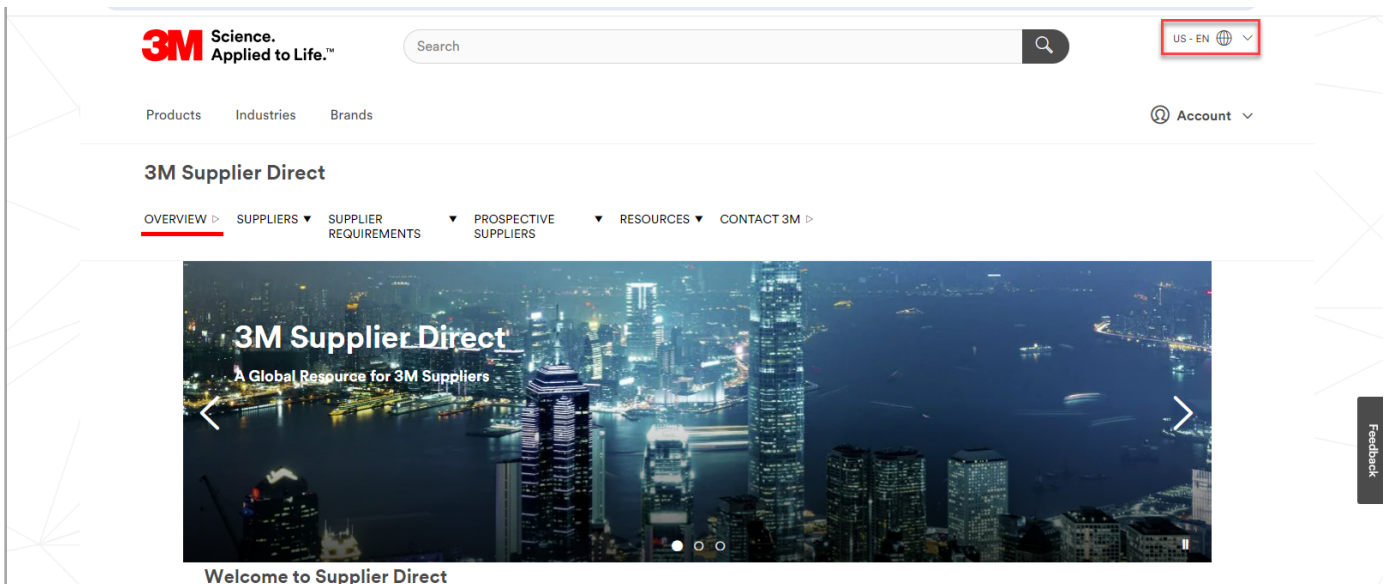 3M Science.
Applied to Life.™
Search
US - EN
Products Industries Brands
Account
3M Supplier Direct
OVERVIEW SUPPLIERS SUPPLIER REQUIREMENTS PROSPECTIVE SUPPLIERS RESOURCES CONTACT 3M
3M Supplier Direct
A Global Resource for 3M Suppliers
Feedback
Welcome to Supplier Direct